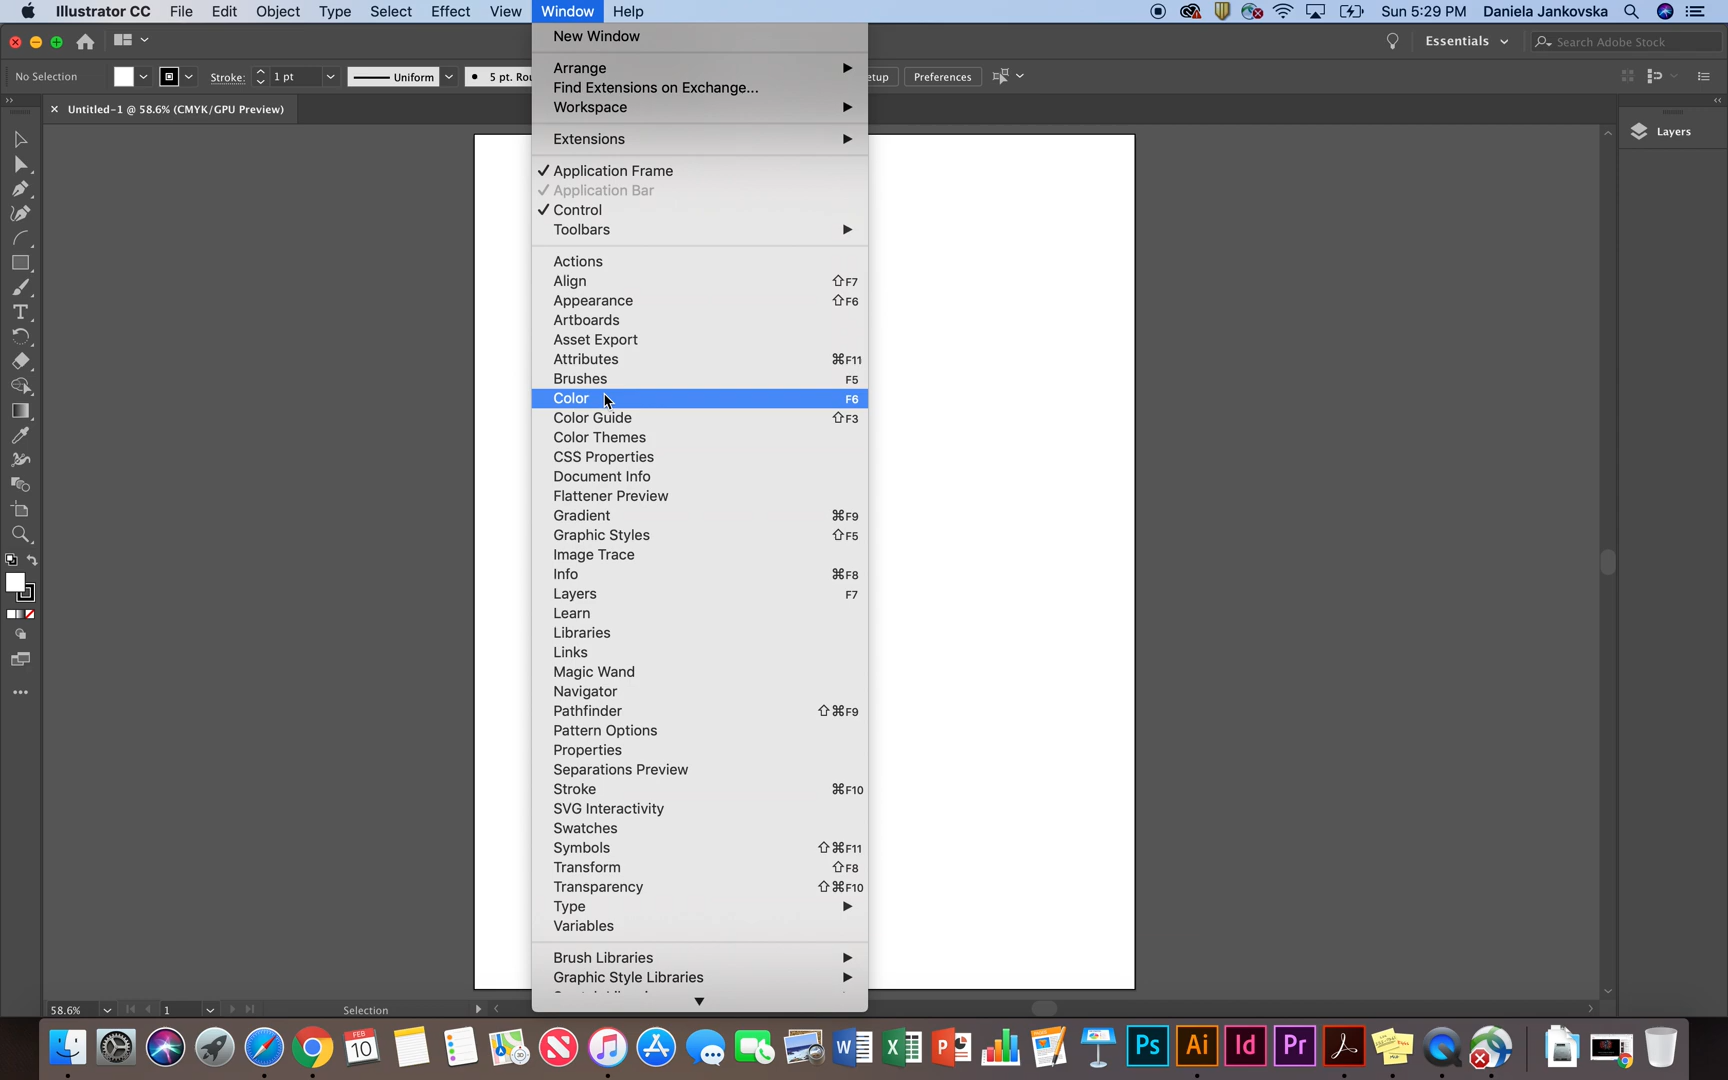 Illustrator CC File Edit Object Type Select Effect View Window Help
Sun 5:29 PM Daniela Jankovska
Essentials
Search Adobe Stock
No Selection
Stroke: 1 pt
Uniform
5 pt. Rou
etup
Preferences
Untitled-1 @ 58.6% (CMYK/GPU Preview)
Layers
New Window
Arrange
Find Extensions on Exchange...
Workspace
Extensions
Application Frame
Application Bar
Control
Toolbars
Actions
Align ⇧F7
Appearance ⇧F6
Artboards
Asset Export
Attributes ⌘F11
Brushes F5
Color F6
Color Guide ⇧F3
Color Themes
CSS Properties
Document Info
Flattener Preview
Gradient ⌘F9
Graphic Styles ⇧F5
Image Trace
Info ⌘F8
Layers F7
Learn
Libraries
Links
Magic Wand
Navigator
Pathfinder ⇧⌘F9
Pattern Options
Properties
Separations Preview
Stroke ⌘F10
SVG Interactivity
Swatches
Symbols ⇧⌘F11
Transform ⇧F8
Transparency ⇧⌘F10
Type
Variables
Brush Libraries
Graphic Style Libraries
58.6% 1 Selection
FEB
10
Ps Ai Id Pr